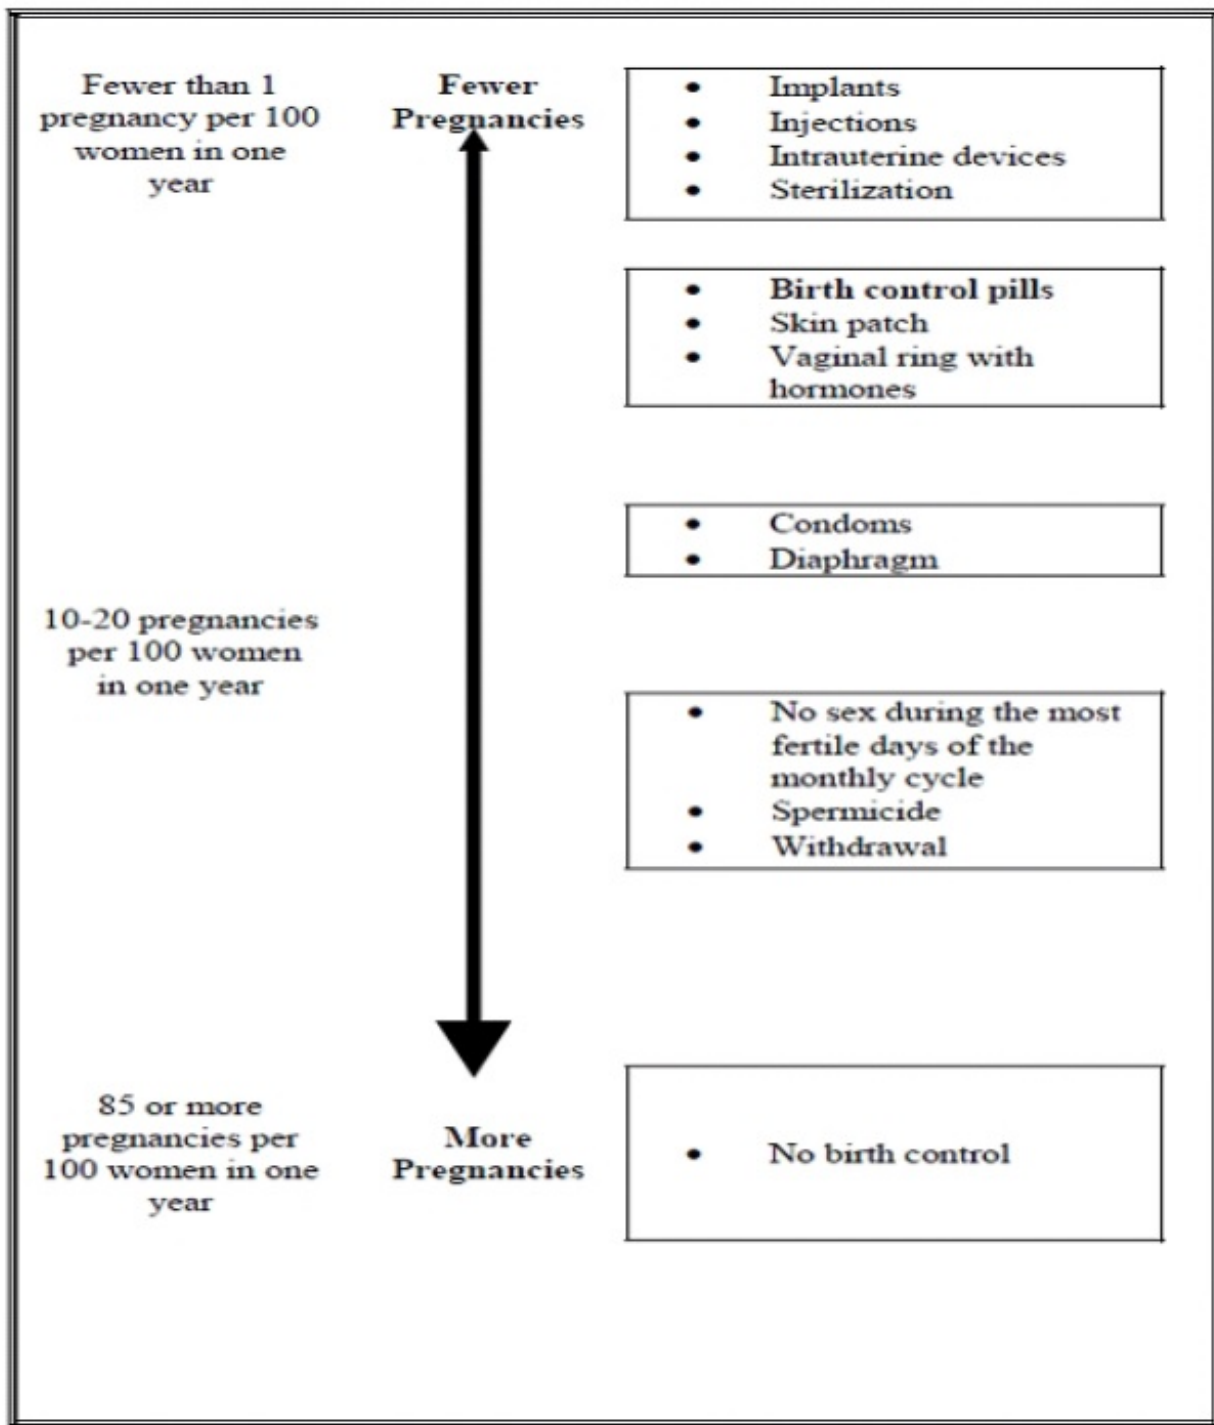 Fewer than 1
pregnancy per 100
women in one
year
Fewer
Pregnancies
• Implants
• Injections
• Intrauterine devices
• Sterilization
• Birth control pills
• Skin patch
• Vaginal ring with
hormones
• Condoms
• Diaphragm
10-20 pregnancies
per 100 women
in one year
• No sex during the most
fertile days of the
monthly cycle
• Spermicide
• Withdrawal
85 or more
pregnancies per
100 women in one
year
More
Pregnancies
• No birth control